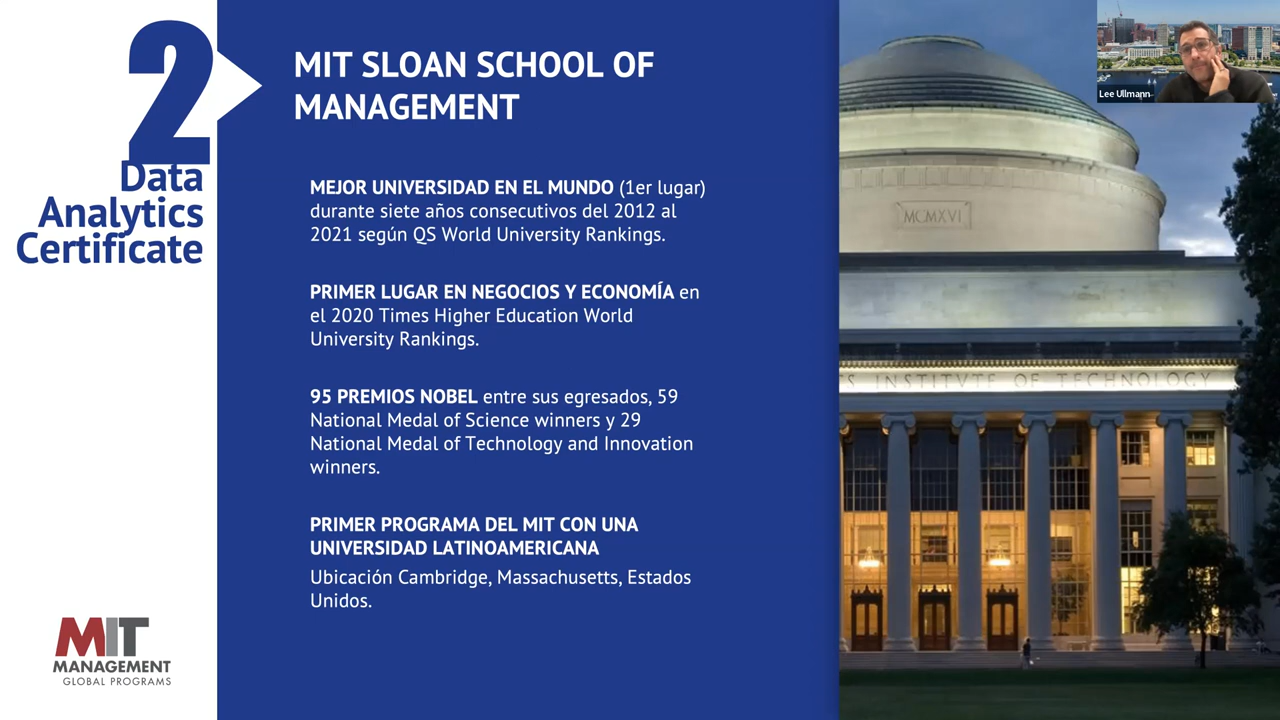 2
Data
Analytics
Certificate
MIT SLOAN SCHOOL OF
MANAGEMENT
MEJOR UNIVERSIDAD EN EL MUNDO (1er lugar)
durante siete años consecutivos del 2012 al
2021 según QS World University Rankings.
PRIMER LUGAR EN NEGOCIOS Y ECONOMÍA en
el 2020 Times Higher Education World
University Rankings.
95 PREMIOS NOBEL entre sus egresados, 59
National Medal of Science winners y 29
National Medal of Technology and Innovation
winners.
PRIMER PROGRAMA DEL MIT CON UNA
UNIVERSIDAD LATINOAMERICANA
Ubicación Cambridge, Massachusetts, Estados
Unidos.
MIT
MANAGEMENT
GLOBAL PROGRAMS
Lee Ullmann
MCMXVI
TS INSTITVTE OF TECHNOLOGY